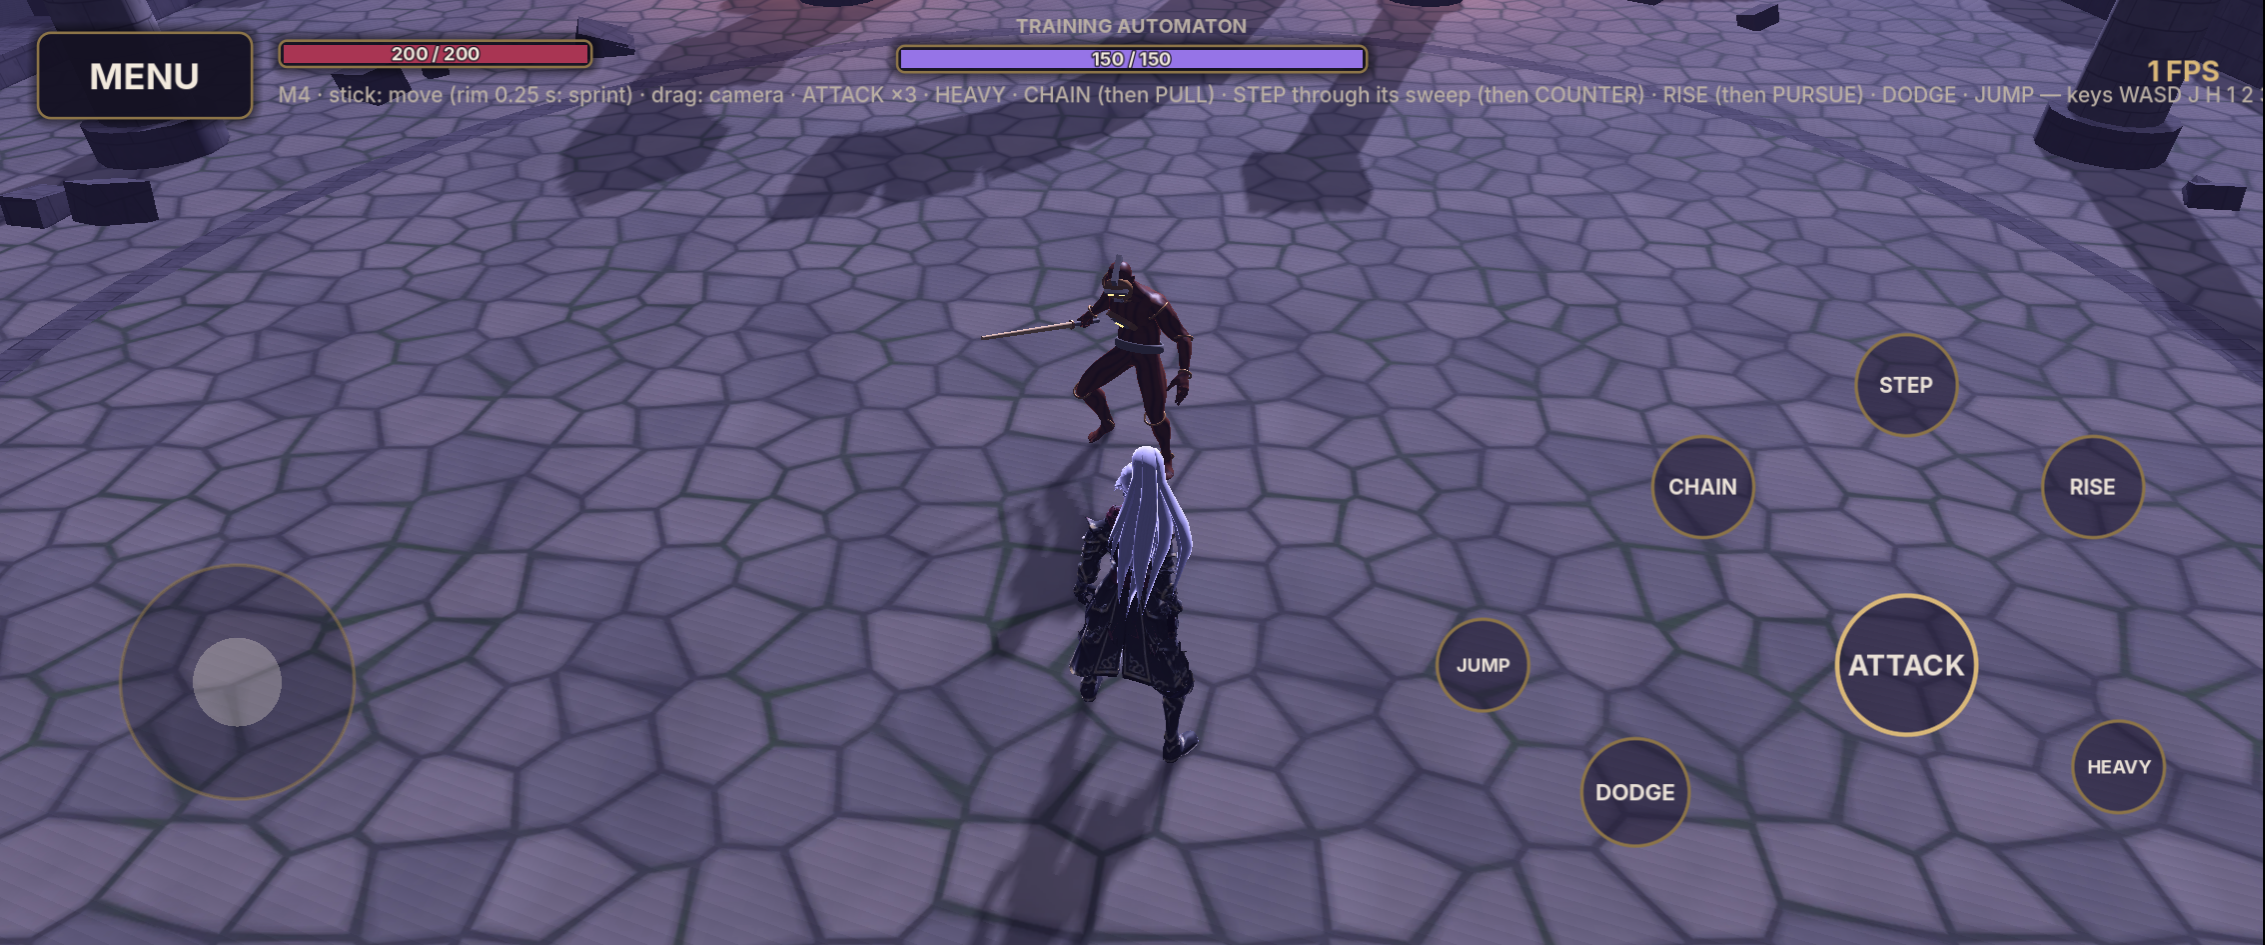 TRAINING AUTOMATON
MENU
200 / 200
150 / 150
1 FPS
M4 · stick: move (rim 0.25 s: sprint) · drag: camera · ATTACK ×3 · HEAVY · CHAIN (then PULL) · STEP through its sweep (then COUNTER) · RISE (then PURSUE) · DODGE · JUMP — keys WASD J H 1 2
STEP
CHAIN
RISE
JUMP
ATTACK
HEAVY
DODGE